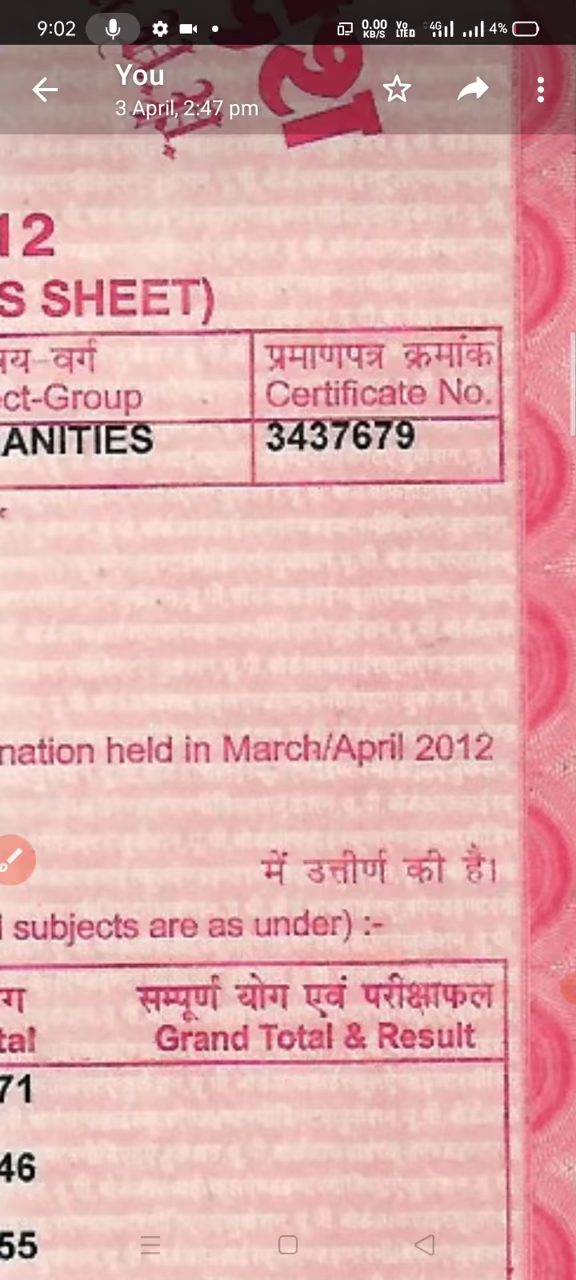 9:02
0.00 KB/S
Vo LTED
4G
4%
You
3 April, 2:47 pm
12
S SHEET)
य-वर्ग
प्रमाणपत्र क्रमांक
ct-Group
Certificate No.
ANITIES
3437679
nation held in March/April 2012
में उत्तीर्ण की है।
subjects are as under) :-
ग
सम्पूर्ण योग एवं परीक्षाफल
tal
Grand Total & Result
71
46
55